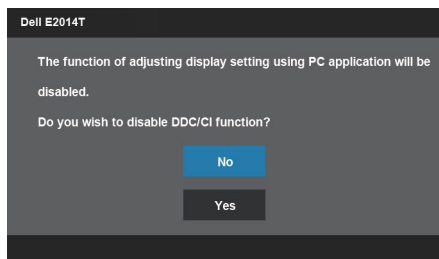 Dell E2014T
The function of adjusting display setting using PC application will be
disabled.
Do you wish to disable DDC/CI function?
No
Yes